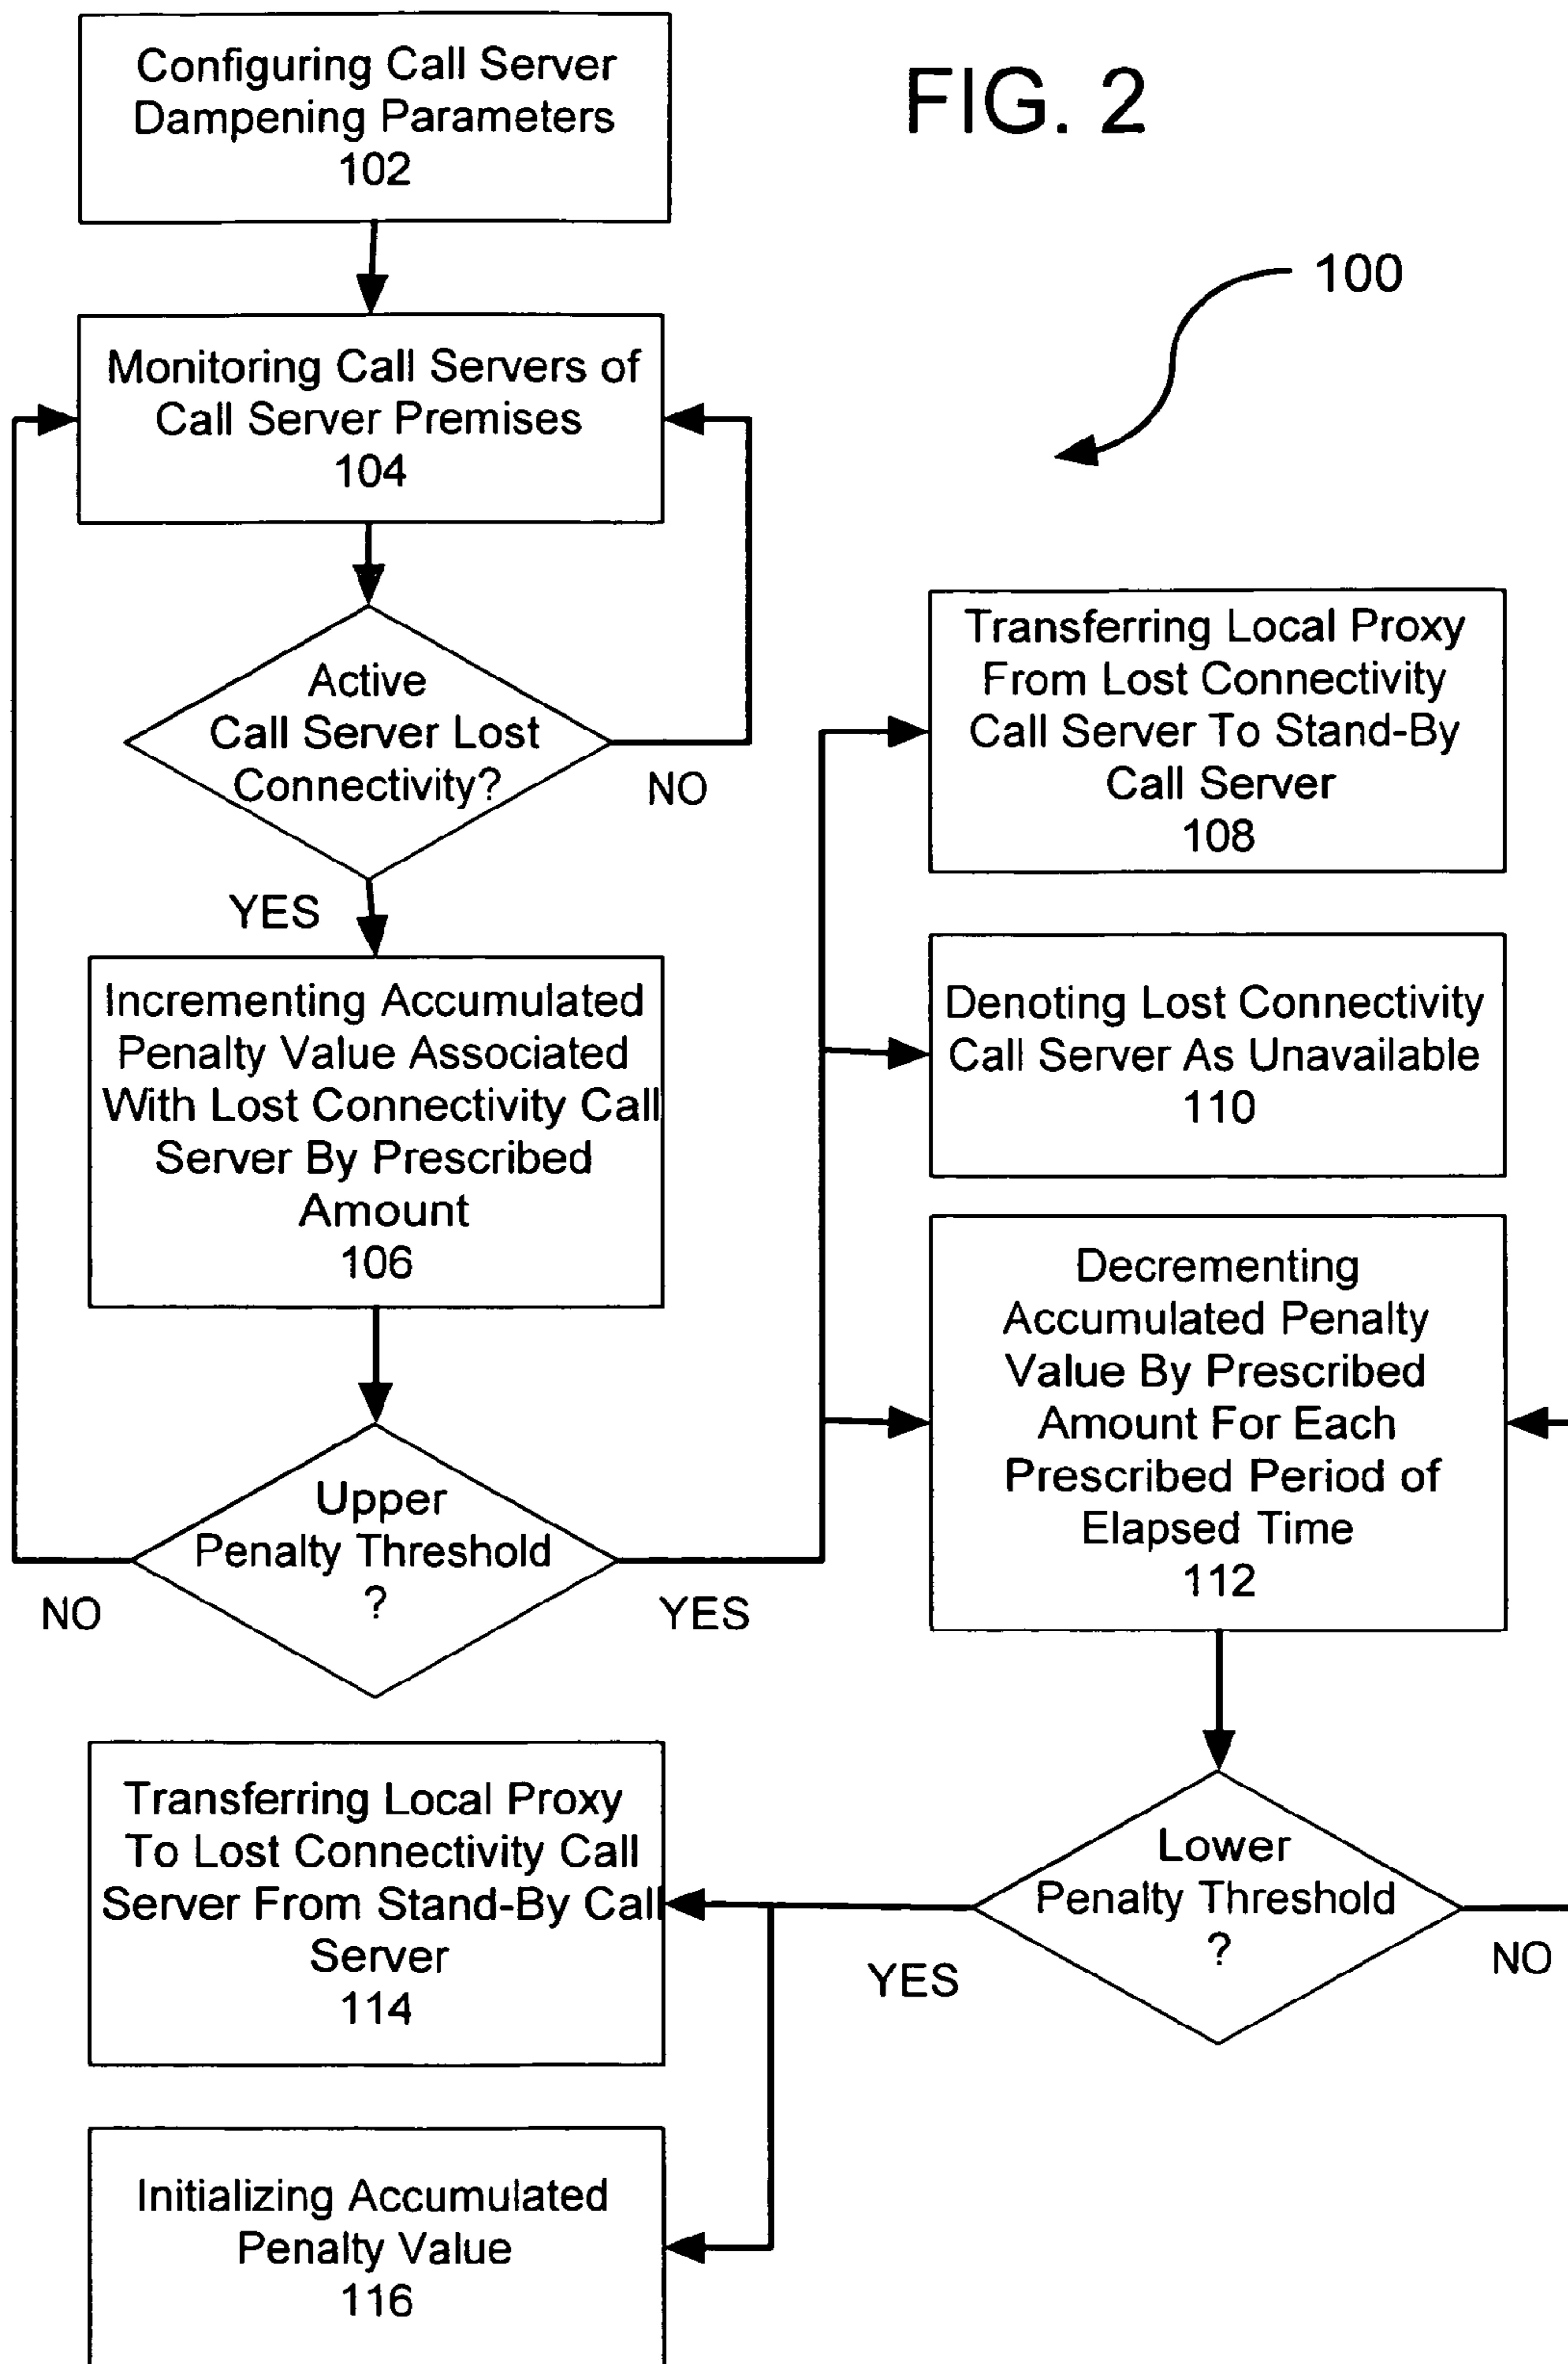 Configuring Call Server
Dampening Parameters
102
FIG. 2
100
Monitoring Call Servers of
Call Server Premises
104
Active
Call Server Lost
Connectivity?
NO
YES
Incrementing Accumulated
Penalty Value Associated
With Lost Connectivity Call
Server By Prescribed
Amount
106
Upper
Penalty Threshold
?
NO
YES
Transferring Local Proxy
From Lost Connectivity
Call Server To Stand-By
Call Server
108
Denoting Lost Connectivity
Call Server As Unavailable
110
Decrementing
Accumulated Penalty
Value By Prescribed
Amount For Each
Prescribed Period of
Elapsed Time
112
Lower
Penalty Threshold
?
YES
NO
Transferring Local Proxy
To Lost Connectivity Call
Server From Stand-By Call
Server
114
Initializing Accumulated
Penalty Value
116